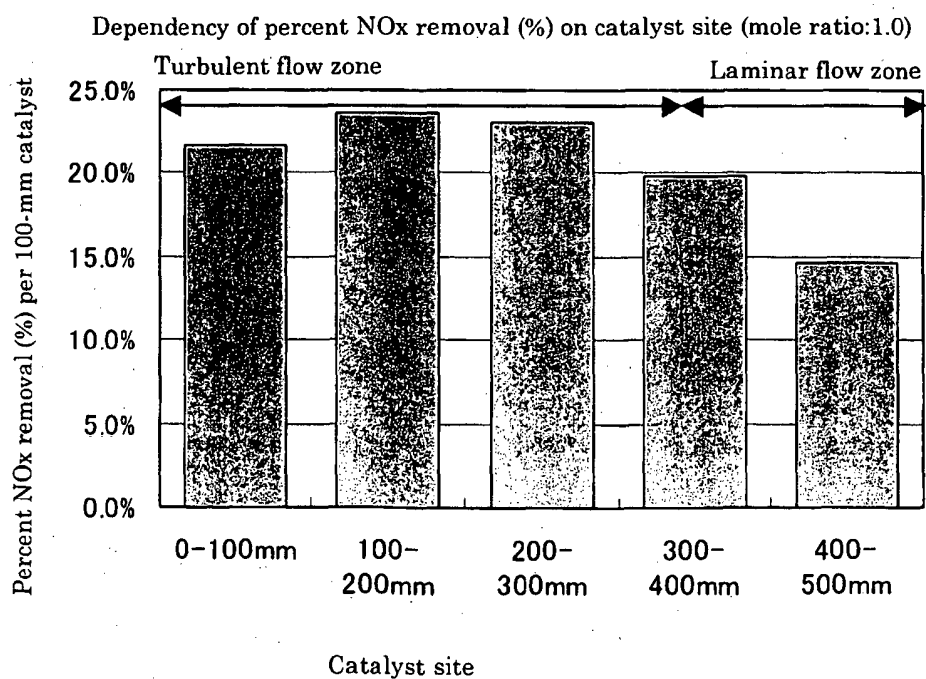 Dependency of percent NOx removal (%) on catalyst site (mole ratio:1.0)
Turbulent flow zone
Laminar flow zone
Percent NOx removal (%) per 100-mm catalyst
25.0%
20.0%
15.0%
10.0%
5.0%
0.0%
0-100mm
100-
200mm
200-
300mm
300-
400mm
400-
500mm
Catalyst site